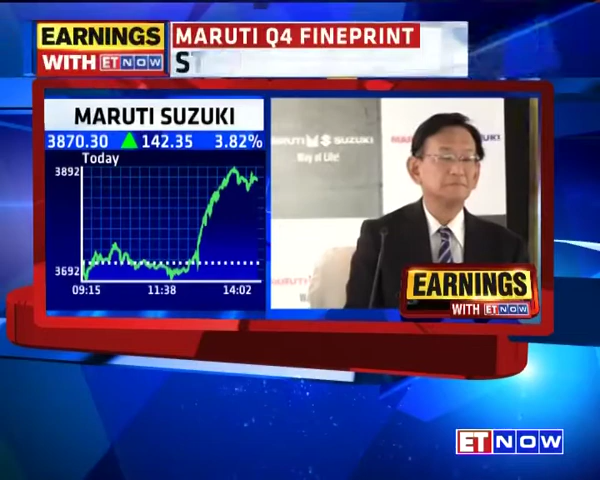 EARNINGS
WITH ET NOW
MARUTI Q4 FINEPRINT
MARUTI SUZUKI
3870.30 142.35 3.82%
Today
3892
3692
09:15 11:38 14:02
SUZUKI
Way of Life!
EARNINGS
WITH ET NOW
ET NOW